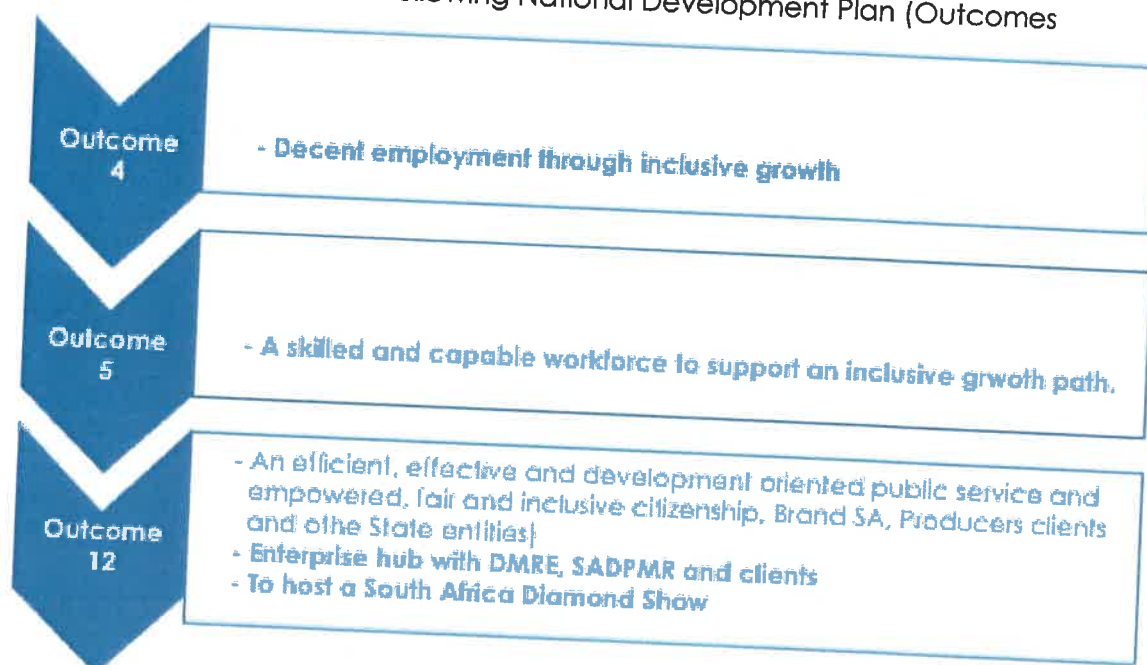 following National Development Plan (Outcomes
Outcome
4
- Decent employment through inclusive growth
Outcome
5
- A skilled and capable workforce to support an inclusive grwoth path.
Outcome
12
- An efficient, effective and development oriented public service and
empowered, fair and inclusive citizenship, Brand SA, Producers clients
and othe State entities)
- Enterprise hub with DMRE, SADPMR and clients
- To host a South Africa Diamond Show